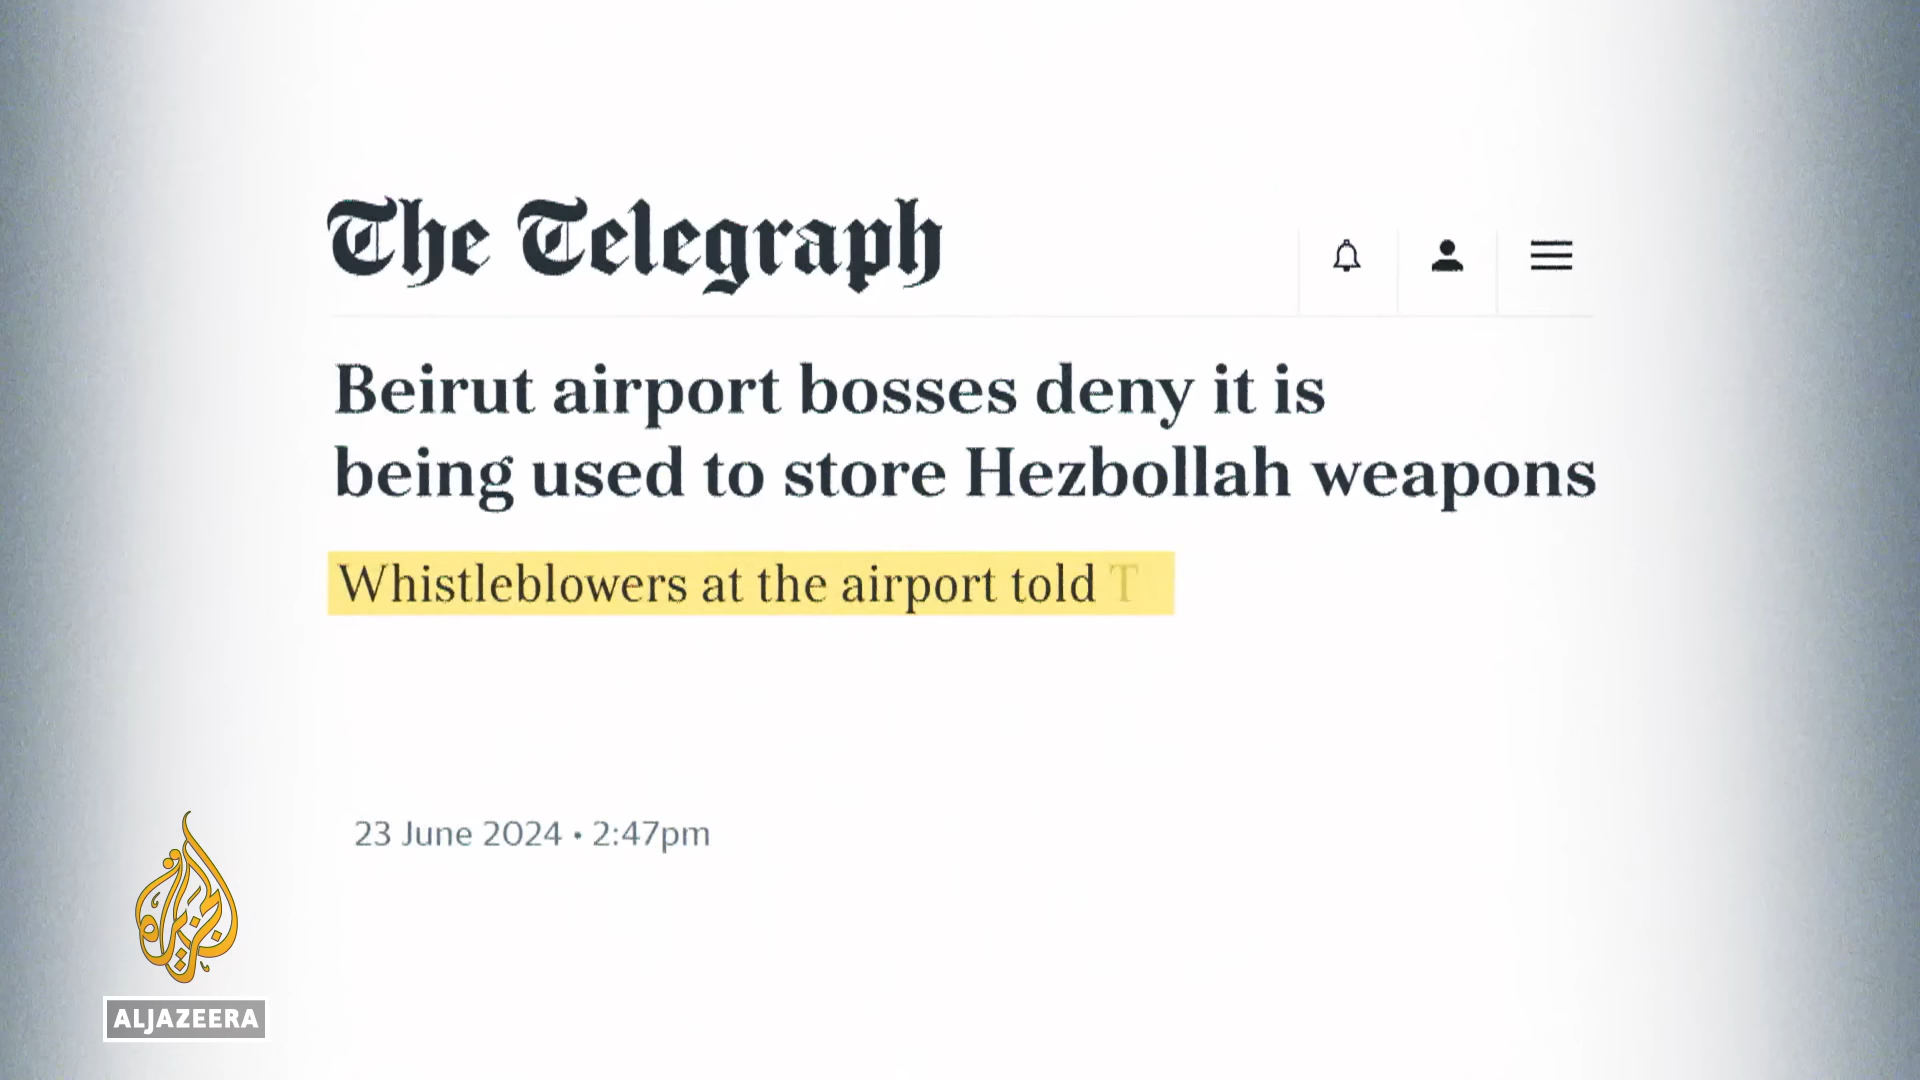 The Telegraph
Beirut airport bosses deny it is
being used to store Hezbollah weapons
Whistleblowers at the airport told T
23 June 2024 • 2:47pm
الجزيرة
ALJAZEERA